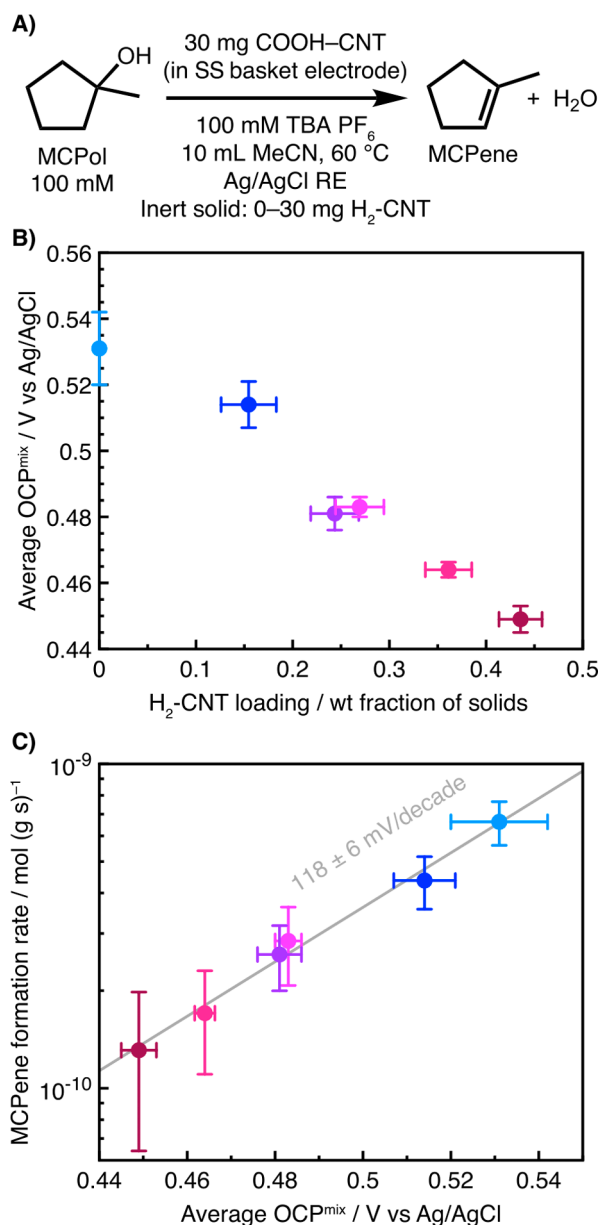 A)
OH
MCPol
100 mM
30 mg COOH–CNT
(in SS basket electrode)
100 mM TBA PF₆
10 mL MeCN, 60 °C
Ag/AgCl RE
Inert solid: 0–30 mg H₂-CNT
MCPene
+ H₂O
B)
Average OCPᵐⁱˣ / V vs Ag/AgCl
0.56
0.54
0.52
0.5
0.48
0.46
0.44
0 0.1 0.2 0.3 0.4 0.5
H₂-CNT loading / wt fraction of solids
C)
MCPene formation rate / mol (g s)⁻¹
10⁻⁹
10⁻¹⁰
118 ± 6 mV/decade
0.44 0.46 0.48 0.5 0.52 0.54
Average OCPᵐⁱˣ / V vs Ag/AgCl